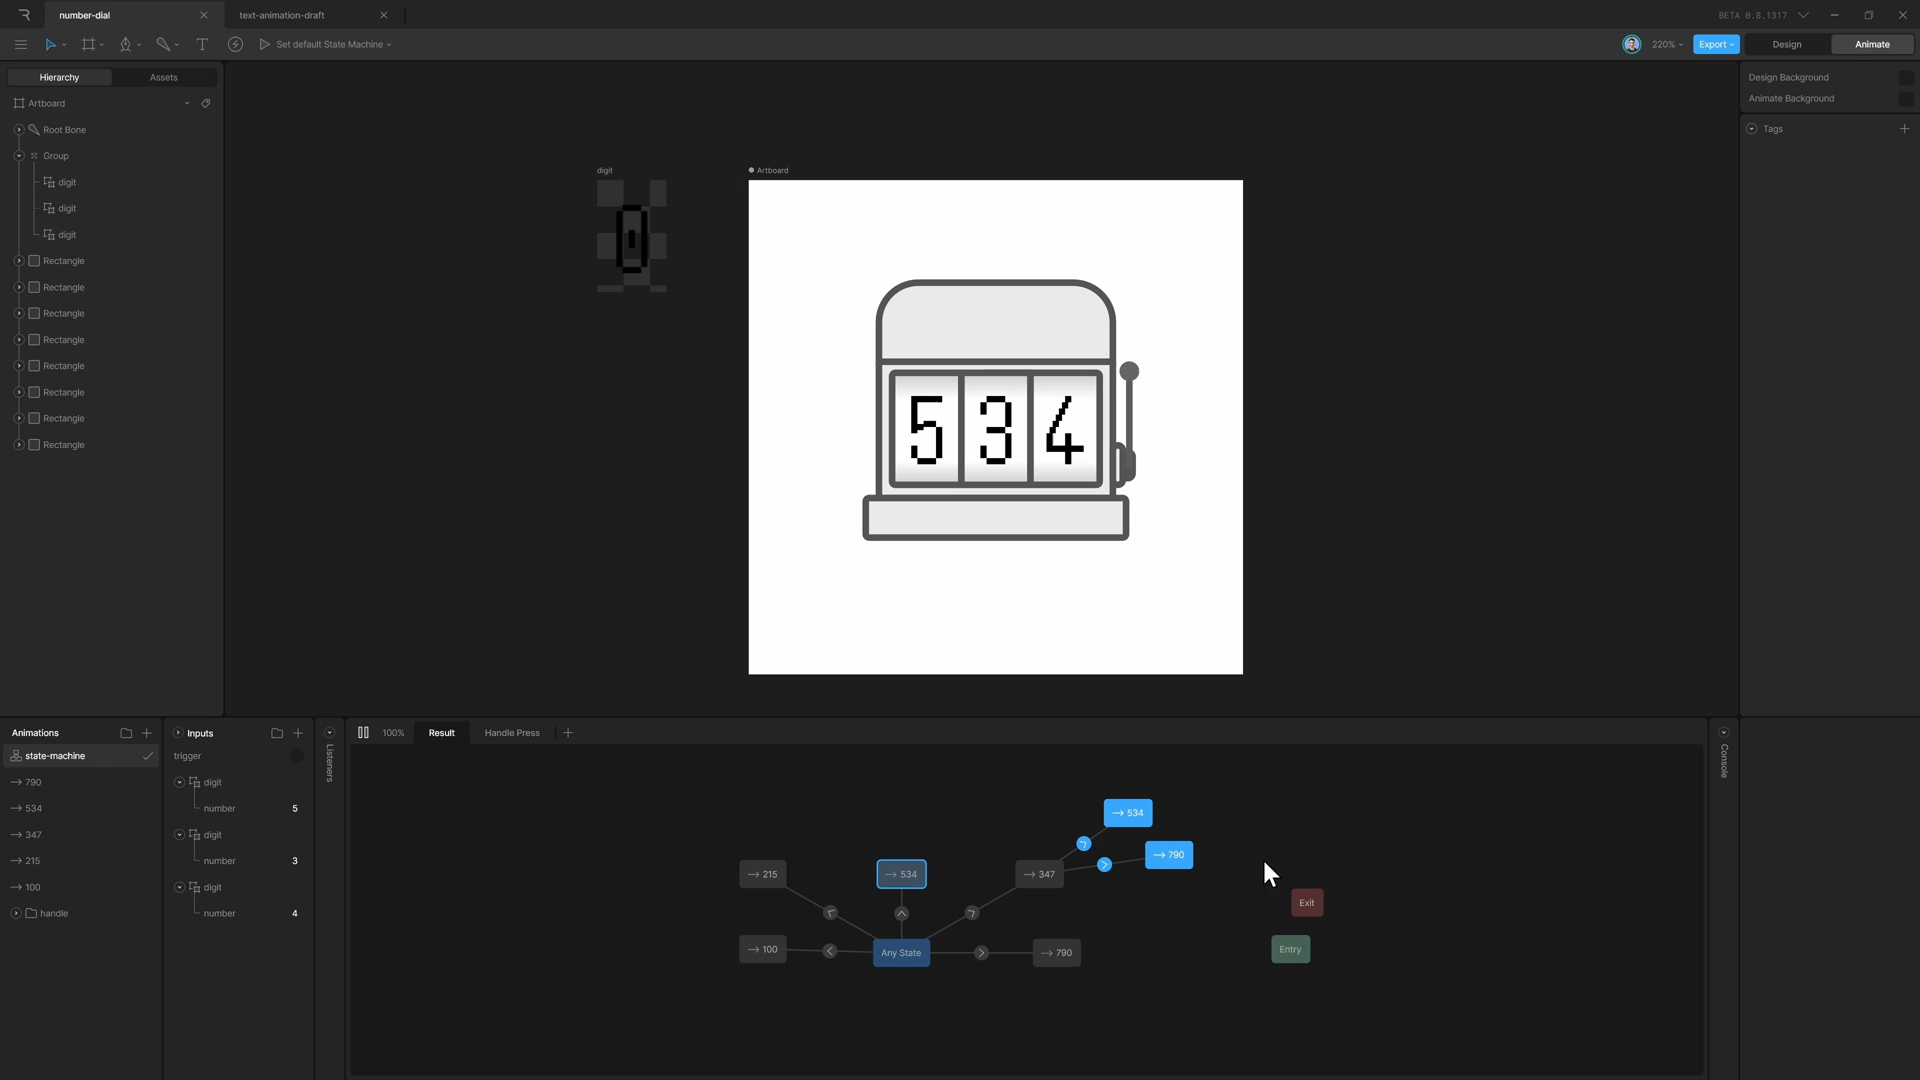 number-dial
text-animation-draft
BETA 0.8.1317
Set default State Machine
220%
Export
Design
Animate
Hierarchy
Assets
Artboard
Root Bone
Group
digit
digit
digit
Rectangle
Rectangle
Rectangle
Rectangle
Rectangle
Rectangle
Rectangle
Rectangle
digit
0
Artboard
5 3 4
Design Background
Animate Background
Tags
Animations
state-machine
790
534
347
215
100
handle
Inputs
trigger
digit
number 5
digit
number 3
digit
number 4
Listeners
100%
Result
Handle Press
534
790
215
534
347
Exit
100
Any State
790
Entry
Console